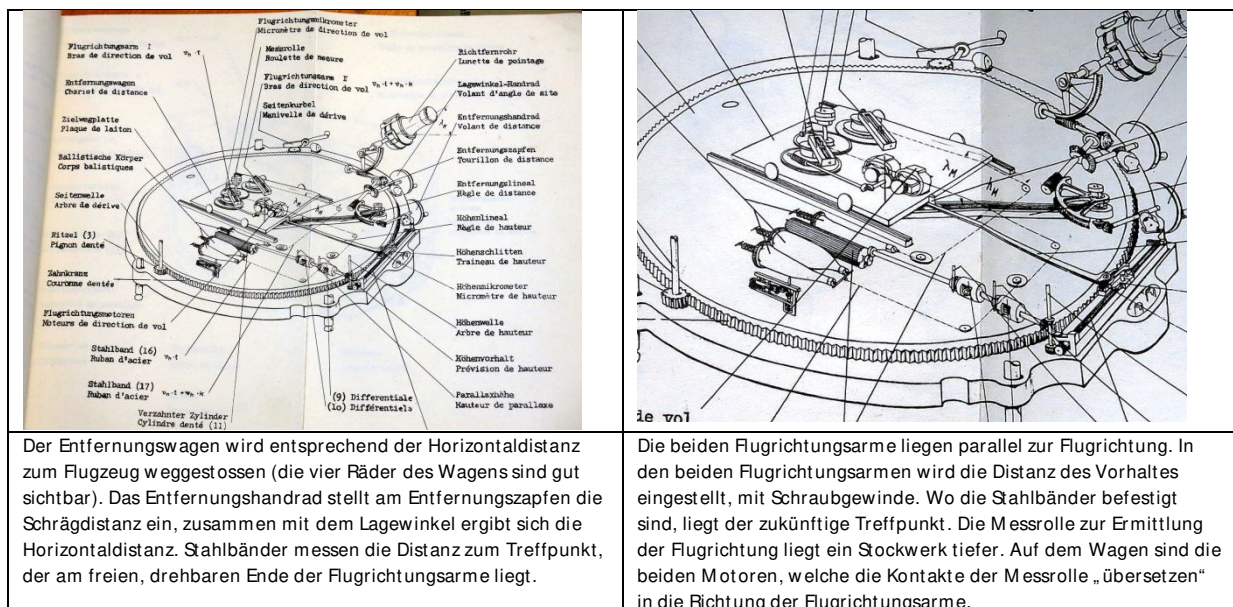 Flugrichtungsmikrometer
Micromètre de direction de vol
Flugrichtungsarm I
Bras de direction de vol
vₕ·t
Messrolle
Roulette de mesure
Richtfernrohr
Lunette de pointage
Entfernungswagen
Chariot de distance
Flugrichtungsarm I
Bras de direction de vol vₕ·t + vₕ·K
Lagewinkel-Handrad
Volant d'angle de site
Seitenkurbel
Manivelle de dérive
Entfernungshandrad
Volant de distance
Zielwegplatte
Plaque de laiton
Entfernungszapfen
Tourillon de distance
Ballistische Körper
Corps balistiques
Entfernungslineal
Règle de distance
Seitenwelle
Arbre de dérive
Höhenlineal
Règle de hauteur
Ritzel (3)
Pignon denté
Höhenschlitten
Traineau de hauteur
Zahnkranz
Couronne dentés
Höhenmikrometer
Micromètre de hauteur
Flugrichtungsmotoren
Moteurs de direction de vol
Höhenwelle
Arbre de hauteur
Stahlband (16)
Ruban d'acier
vₕ·t
Höhenvorhalt
Prévision de hauteur
Stahlband (17)
Ruban d'acier
vₕ·t + vₕ·K
(9) Differentiale
(10) Différentiels
Parallaxhöhe
Hauteur de parallaxe
Verzahnter Zylinder
Cylindre denté (11)
λM
de vol
Der Entfernungswagen wird entsprechend der Horizontaldistanz
zum Flugzeug weggestossen (die vier Räder des Wagens sind gut
sichtbar). Das Entfernungshandrad stellt am Entfernungszapfen die
Schrägdistanz ein, zusammen mit dem Lagewinkel ergibt sich die
Horizontaldistanz. Stahlbänder messen die Distanz zum Treffpunkt,
der am freien, drehbaren Ende der Flugrichtungsarme liegt.
Die beiden Flugrichtungsarme liegen parallel zur Flugrichtung. In
den beiden Flugrichtungsarmen wird die Distanz des Vorhaltes
eingestellt, mit Schraubgewinde. Wo die Stahlbänder befestigt
sind, liegt der zukünftige Treffpunkt. Die Messrolle zur Ermittlung
der Flugrichtung liegt ein Stockwerk tiefer. Auf dem Wagen sind die
beiden Motoren, welche die Kontakte der Messrolle „übersetzen“
in die Richtung der Flugrichtungsarme.